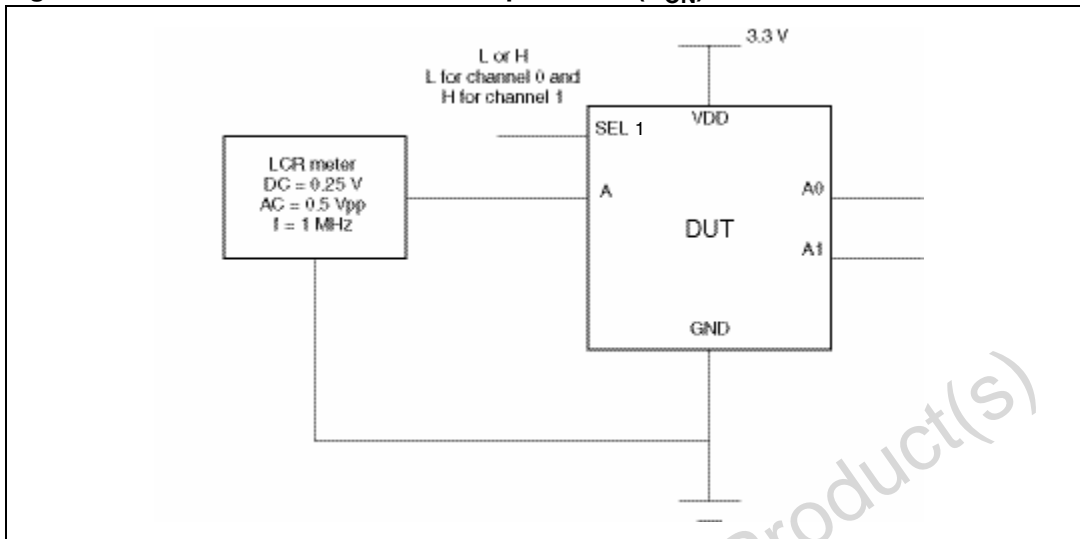 3.3 V
L or H
L for channel 0 and
H for channel 1
SEL 1
VDD
LCR meter
DC = 0.25 V
AC = 0.5 Vpp
f = 1 MHz
A
A0
DUT
A1
GND
roduct(s)